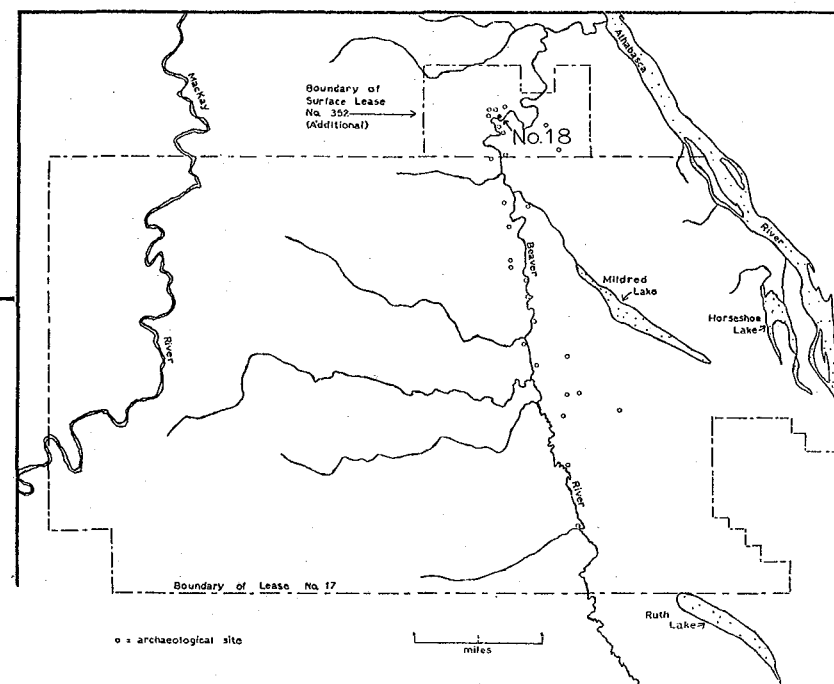 Athabasca
River
MacKay
River
Boundary of
Surface Lease
No. 352
(Additional)
No. 18
Beaver
River
Mildred
Lake
Horseshoe
Lake
Boundary of Lease No. 17
Ruth
Lake
o = archaeological site
miles